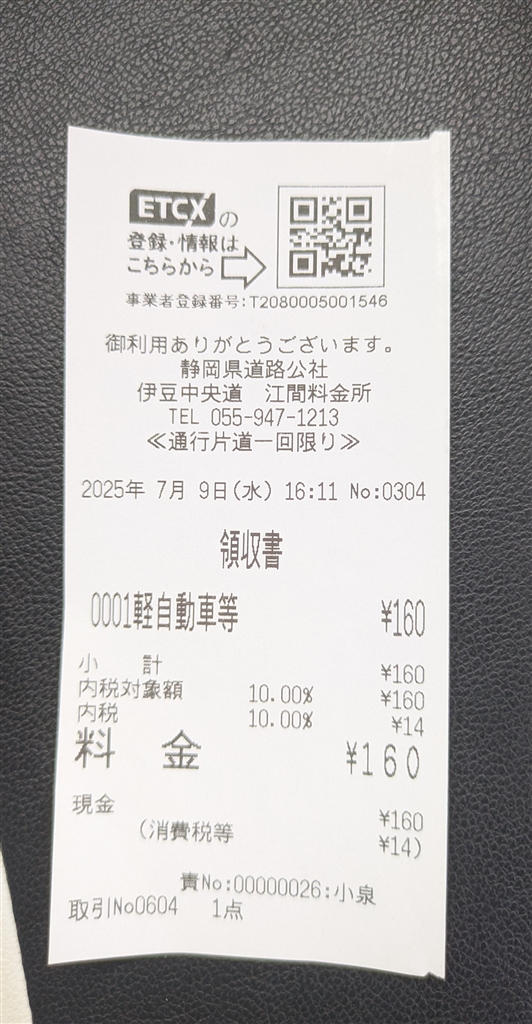 ETCXの
登録・情報は
こちらから
事業者登録番号:T2080005001546
御利用ありがとうございます。
静岡県道路公社
伊豆中央道 江間料金所
TEL 055-947-1213
≪通行片道一回限り≫
2025年 7月 9日(水) 16:11 No:0304
領収書
0001軽自動車等 ¥160
小 計 ¥160
内税対象額 10.00% ¥160
内税 10.00% ¥14
料 金 ¥160
現金 ¥160
(消費税等 ¥14)
責No:00000026:小泉
取引No0604 1点